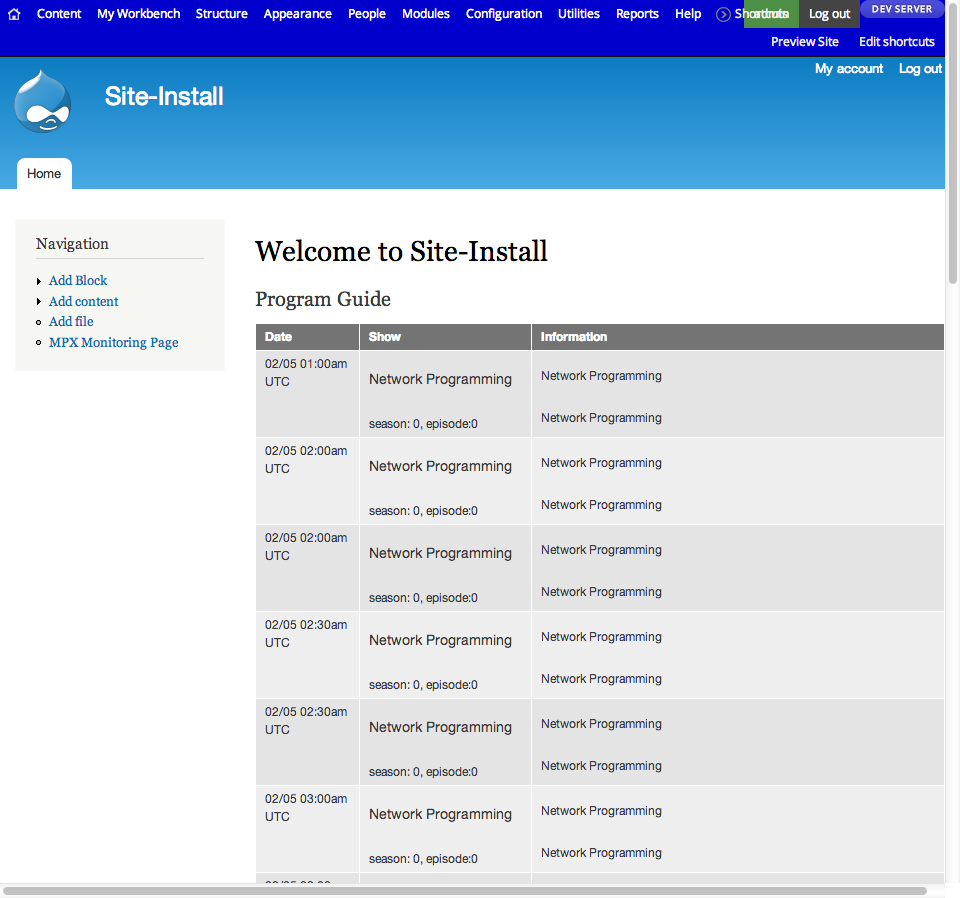 Content My Workbench Structure Appearance People Modules Configuration Utilities Reports Help Shortcuts Log out DEV SERVER
Preview Site Edit shortcuts
My account Log out
Site-Install
Home
Navigation
Add Block
Add content
Add file
MPX Monitoring Page
Welcome to Site-Install
Program Guide
Date Show Information
02/05 01:00am
UTC
Network Programming
season: 0, episode:0
Network Programming
Network Programming
02/05 02:00am
UTC
Network Programming
season: 0, episode:0
Network Programming
Network Programming
02/05 02:00am
UTC
Network Programming
season: 0, episode:0
Network Programming
Network Programming
02/05 02:30am
UTC
Network Programming
season: 0, episode:0
Network Programming
Network Programming
02/05 02:30am
UTC
Network Programming
season: 0, episode:0
Network Programming
Network Programming
02/05 03:00am
UTC
Network Programming
season: 0, episode:0
Network Programming
Network Programming